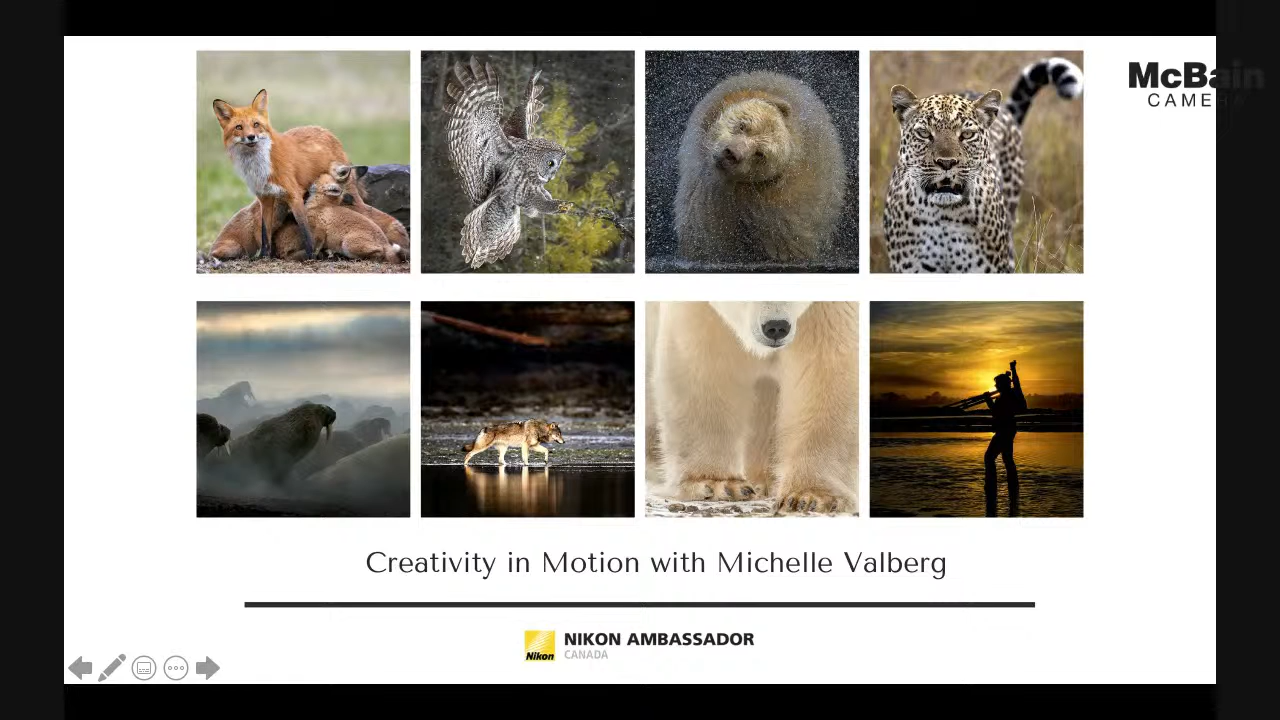 McBain
CAMERA
Creativity in Motion with Michelle Valberg
Nikon
NIKON AMBASSADOR
CANADA